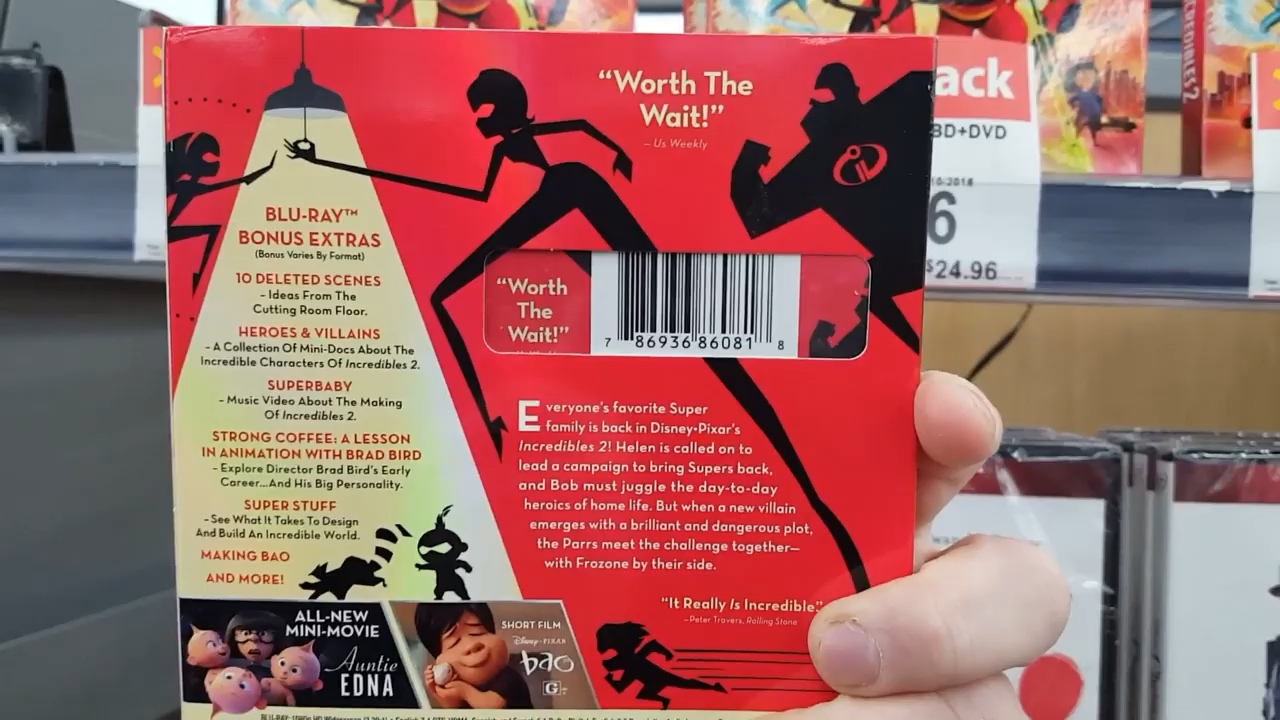 “Worth The
Wait!”
– Us Weekly
BLU-RAY™
BONUS EXTRAS
(Bonus Varies By Format)
10 DELETED SCENES
– Ideas From The
Cutting Room Floor.
HEROES & VILLAINS
– A Collection Of Mini-Docs About The
Incredible Characters Of Incredibles 2.
SUPERBABY
– Music Video About The Making
Of Incredibles 2.
STRONG COFFEE: A LESSON
IN ANIMATION WITH BRAD BIRD
– Explore Director Brad Bird's Early
Career...And His Big Personality.
SUPER STUFF
– See What It Takes To Design
And Build An Incredible World.
MAKING BAO
AND MORE!
“Worth
The
Wait!”
7 86936 86081 8
Everyone's favorite Super
family is back in Disney•Pixar's
Incredibles 2! Helen is called on to
lead a campaign to bring Supers back,
and Bob must juggle the day-to-day
heroics of home life. But when a new villain
emerges with a brilliant and dangerous plot,
the Parrs meet the challenge together—
with Frozone by their side.
“It Really Is Incredible.”
– Peter Travers, Rolling Stone
ALL-NEW
MINI-MOVIE
Auntie
EDNA
SHORT FILM
Disney•PIXAR
bao
G
ack
BD+DVD
10/2018
6
$24.96
CREDIBLES 2